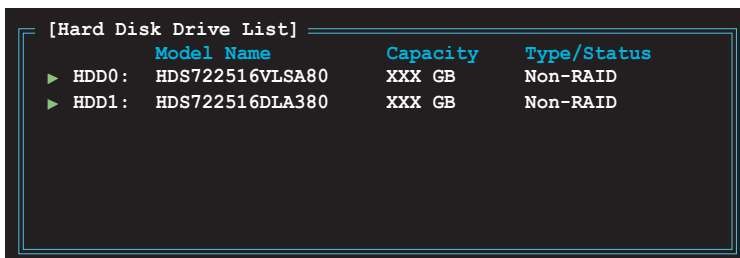 [Hard Disk Drive List]
Model Name Capacity Type/Status
HDD0: HDS722516VLSA80 XXX GB Non-RAID
HDD1: HDS722516DLA380 XXX GB Non-RAID